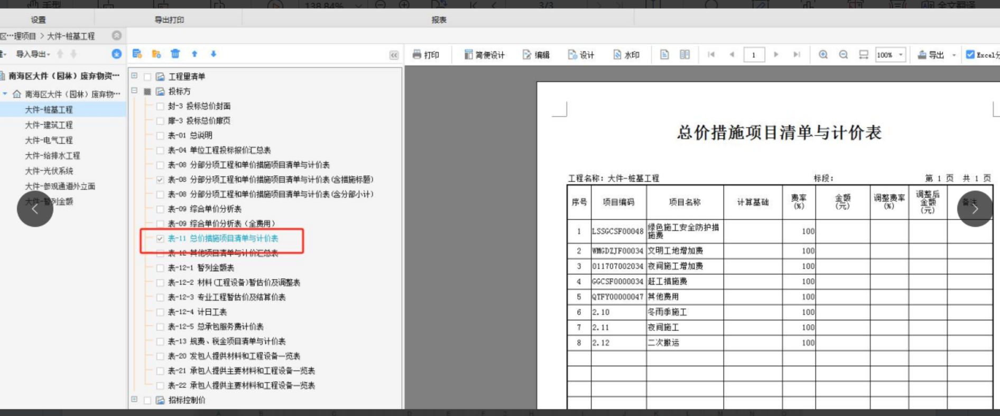 手型
138.84%
3/3
全文翻译
设置
导出打印
报表
区…理项目 > 大件-桩基工程
导入导出
打印
简便设计
编辑
设计
水印
1
100%
导出
Excel分
南海区大件（园林）废弃物资…
南海区大件（园林）废弃物…
大件-桩基工程
大件-建筑工程
大件-电气工程
大件-给排水工程
大件-光伏系统
大件-参观通道外立面
大件-暂列金额
工程量清单
投标方
封-3 投标总价封面
扉-3 投标总价扉页
表-01 总说明
表-04 单位工程投标报价汇总表
表-08 分部分项工程和单价措施项目清单与计价表
表-08 分部分项工程和单价措施项目清单与计价表(含措施标题)
表-08 分部分项工程和单价措施项目清单与计价表(含分部小计)
表-09 综合单价分析表
表-09 综合单价分析表（全费用）
表-11 总价措施项目清单与计价表
表-12 其他项目清单与计价汇总表
表-12-1 暂列金额表
表-12-2 材料(工程设备)暂估价及调整表
表-12-3 专业工程暂估价及结算价表
表-12-4 计日工表
表-12-5 总承包服务费计价表
表-13 规费、税金项目清单与计价表
表-20 发包人提供材料和工程设备一览表
表-21 承包人提供主要材料和工程设备一览表
表-22 承包人提供主要材料和工程设备一览表
招标控制价
总价措施项目清单与计价表
工程名称：大件-桩基工程 标段： 第 1 页 共 1 页
序号 项目编码 项目名称 计算基础 费率(%) 金额(元) 调整费率(%) 调整后金额(元) 备注
1 LSSGCSF00048 绿色施工安全防护措施费 100
2 WMGDZJF00034 文明工地增加费 100
3 011707002034 夜间施工增加费 100
4 GGCSF0000034 赶工措施费 100
5 QTFY00000047 其他费用 100
6 2.10 冬雨季施工 100
7 2.11 夜间施工 100
8 2.12 二次搬运 100